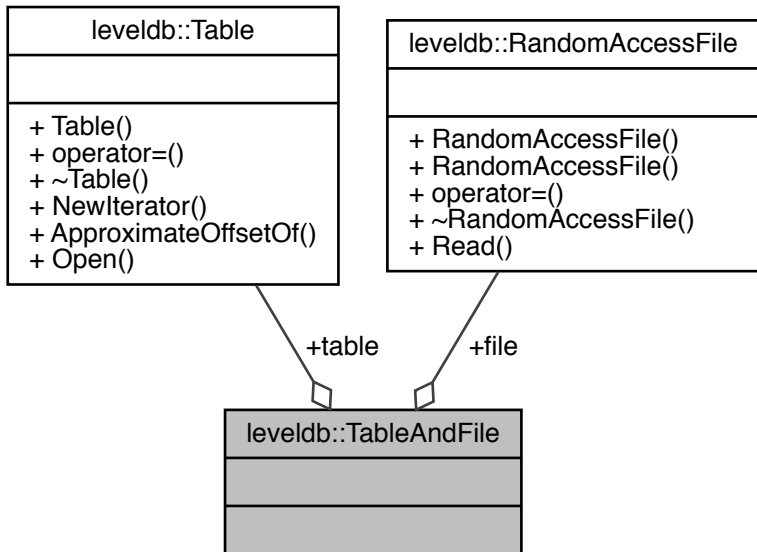 leveldb::Table
+ Table()
+ operator=()
+ ~Table()
+ NewIterator()
+ ApproximateOffsetOf()
+ Open()
leveldb::RandomAccessFile
+ RandomAccessFile()
+ RandomAccessFile()
+ operator=()
+ ~RandomAccessFile()
+ Read()
+table
+file
leveldb::TableAndFile